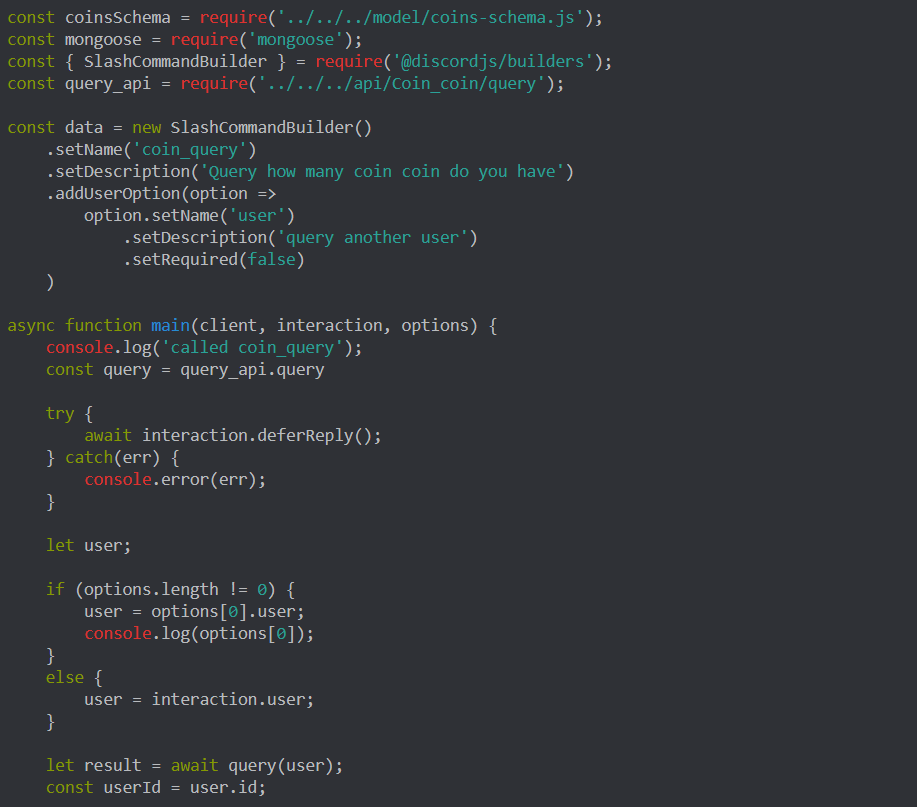 const coinsSchema = require('../../../model/coins-schema.js');
const mongoose = require('mongoose');
const { SlashCommandBuilder } = require('@discordjs/builders');
const query_api = require('../../../api/Coin_coin/query');

const data = new SlashCommandBuilder()
    .setName('coin_query')
    .setDescription('Query how many coin coin do you have')
    .addUserOption(option =>
        option.setName('user')
            .setDescription('query another user')
            .setRequired(false)
    )

async function main(client, interaction, options) {
    console.log('called coin_query');
    const query = query_api.query

    try {
        await interaction.deferReply();
    } catch(err) {
        console.error(err);
    }

    let user;

    if (options.length != 0) {
        user = options[0].user;
        console.log(options[0]);
    }
    else {
        user = interaction.user;
    }

    let result = await query(user);
    const userId = user.id;